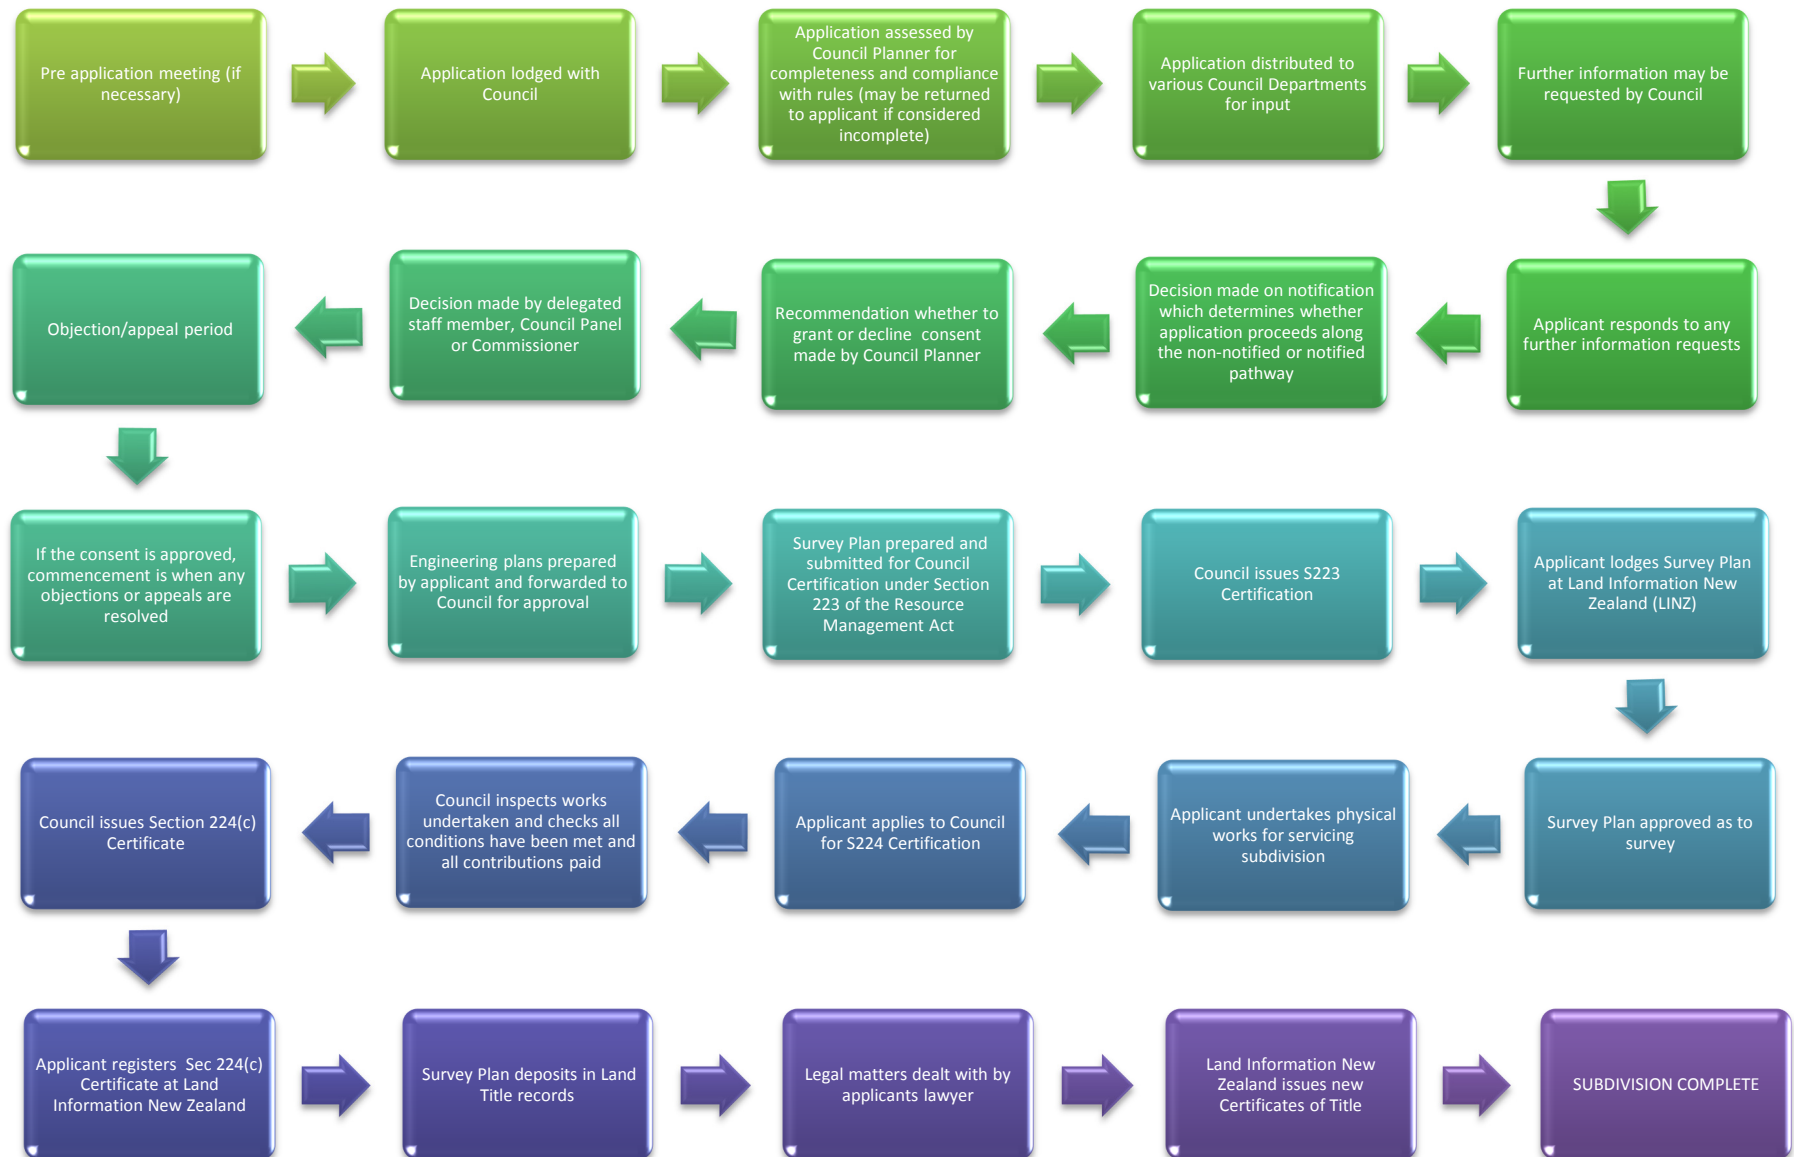 Pre application meeting (if
necessary)
Application lodged with
Council
Application assessed by
Council Planner for
completeness and compliance
with rules (may be returned
to applicant if considered
incomplete)
Application distributed to
various Council Departments
for input
Further information may be
requested by Council
Applicant responds to any
further information requests
Decision made on notification
which determines whether
application proceeds along
the non-notified or notified
pathway
Recommendation whether to
grant or decline consent
made by Council Planner
Decision made by delegated
staff member, Council Panel
or Commissioner
Objection/appeal period
If the consent is approved,
commencement is when any
objections or appeals are
resolved
Engineering plans prepared
by applicant and forwarded to
Council for approval
Survey Plan prepared and
submitted for Council
Certification under Section
223 of the Resource
Management Act
Council issues S223
Certification
Applicant lodges Survey Plan
at Land Information New
Zealand (LINZ)
Survey Plan approved as to
survey
Applicant undertakes physical
works for servicing
subdivision
Applicant applies to Council
for S224 Certification
Council inspects works
undertaken and checks all
conditions have been met and
all contributions paid
Council issues Section 224(c)
Certificate
Applicant registers Sec 224(c)
Certificate at Land
Information New Zealand
Survey Plan deposits in Land
Title records
Legal matters dealt with by
applicants lawyer
Land Information New
Zealand issues new
Certificates of Title
SUBDIVISION COMPLETE